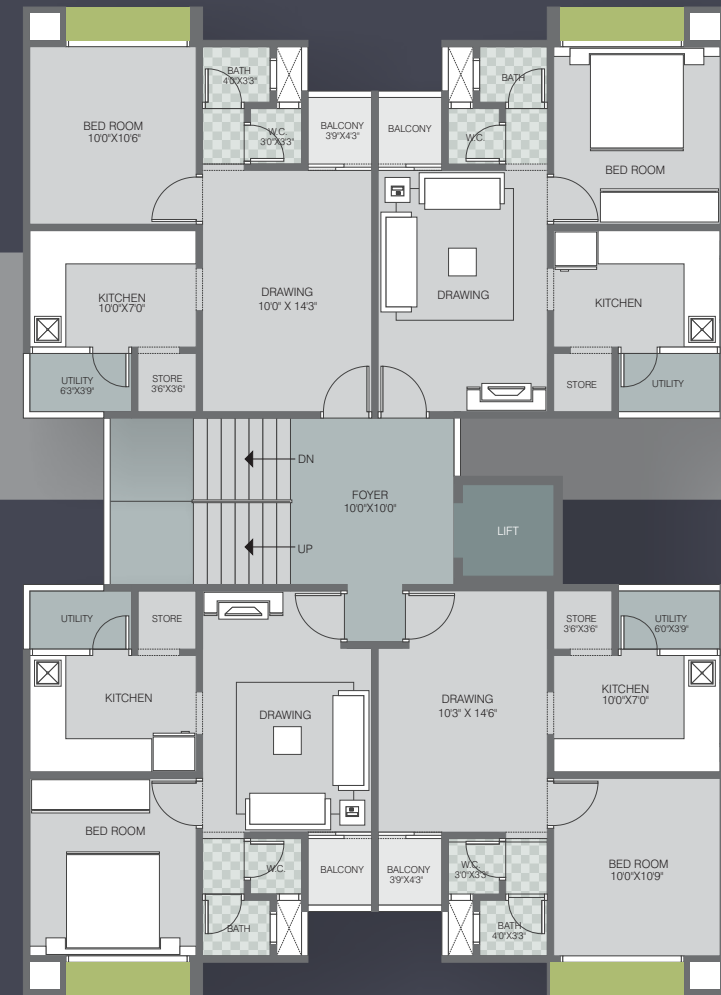 BATH
4'0"X3'3"
BATH
BED ROOM
10'0"X10'6"
W.C.
3'0"X3'3"
BALCONY
3'9"X4'3"
BALCONY
W.C.
BED ROOM
KITCHEN
10'0"X7'0"
DRAWING
10'0" X 14'3"
DRAWING
KITCHEN
UTILITY
6'3"X3'9"
STORE
3'6"X3'6"
STORE
UTILITY
DN
FOYER
10'0"X10'0"
LIFT
UP
UTILITY
STORE
STORE
3'6"X3'6"
UTILITY
6'0"X3'9"
KITCHEN
DRAWING
DRAWING
10'3" X 14'6"
KITCHEN
10'0"X7'0"
BED ROOM
W.C.
BALCONY
BALCONY
3'9"X4'3"
W.C.
3'0"X3'3"
BED ROOM
10'0"X10'9"
BATH
BATH
4'0"X3'3"